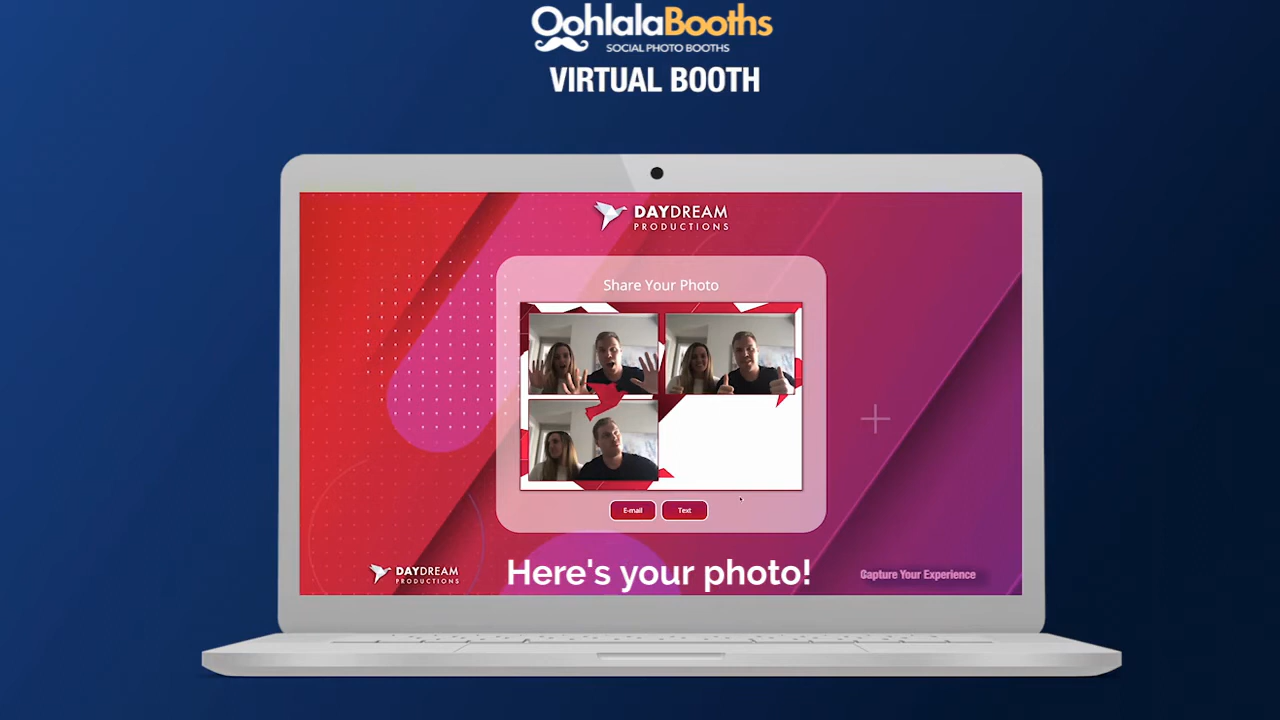 OohlalaBooths
SOCIAL PHOTO BOOTHS
VIRTUAL BOOTH
DAYDREAM
PRODUCTIONS
Share Your Photo
E-mail
Text
DAYDREAM
PRODUCTIONS
Here's your photo!
Capture Your Experience